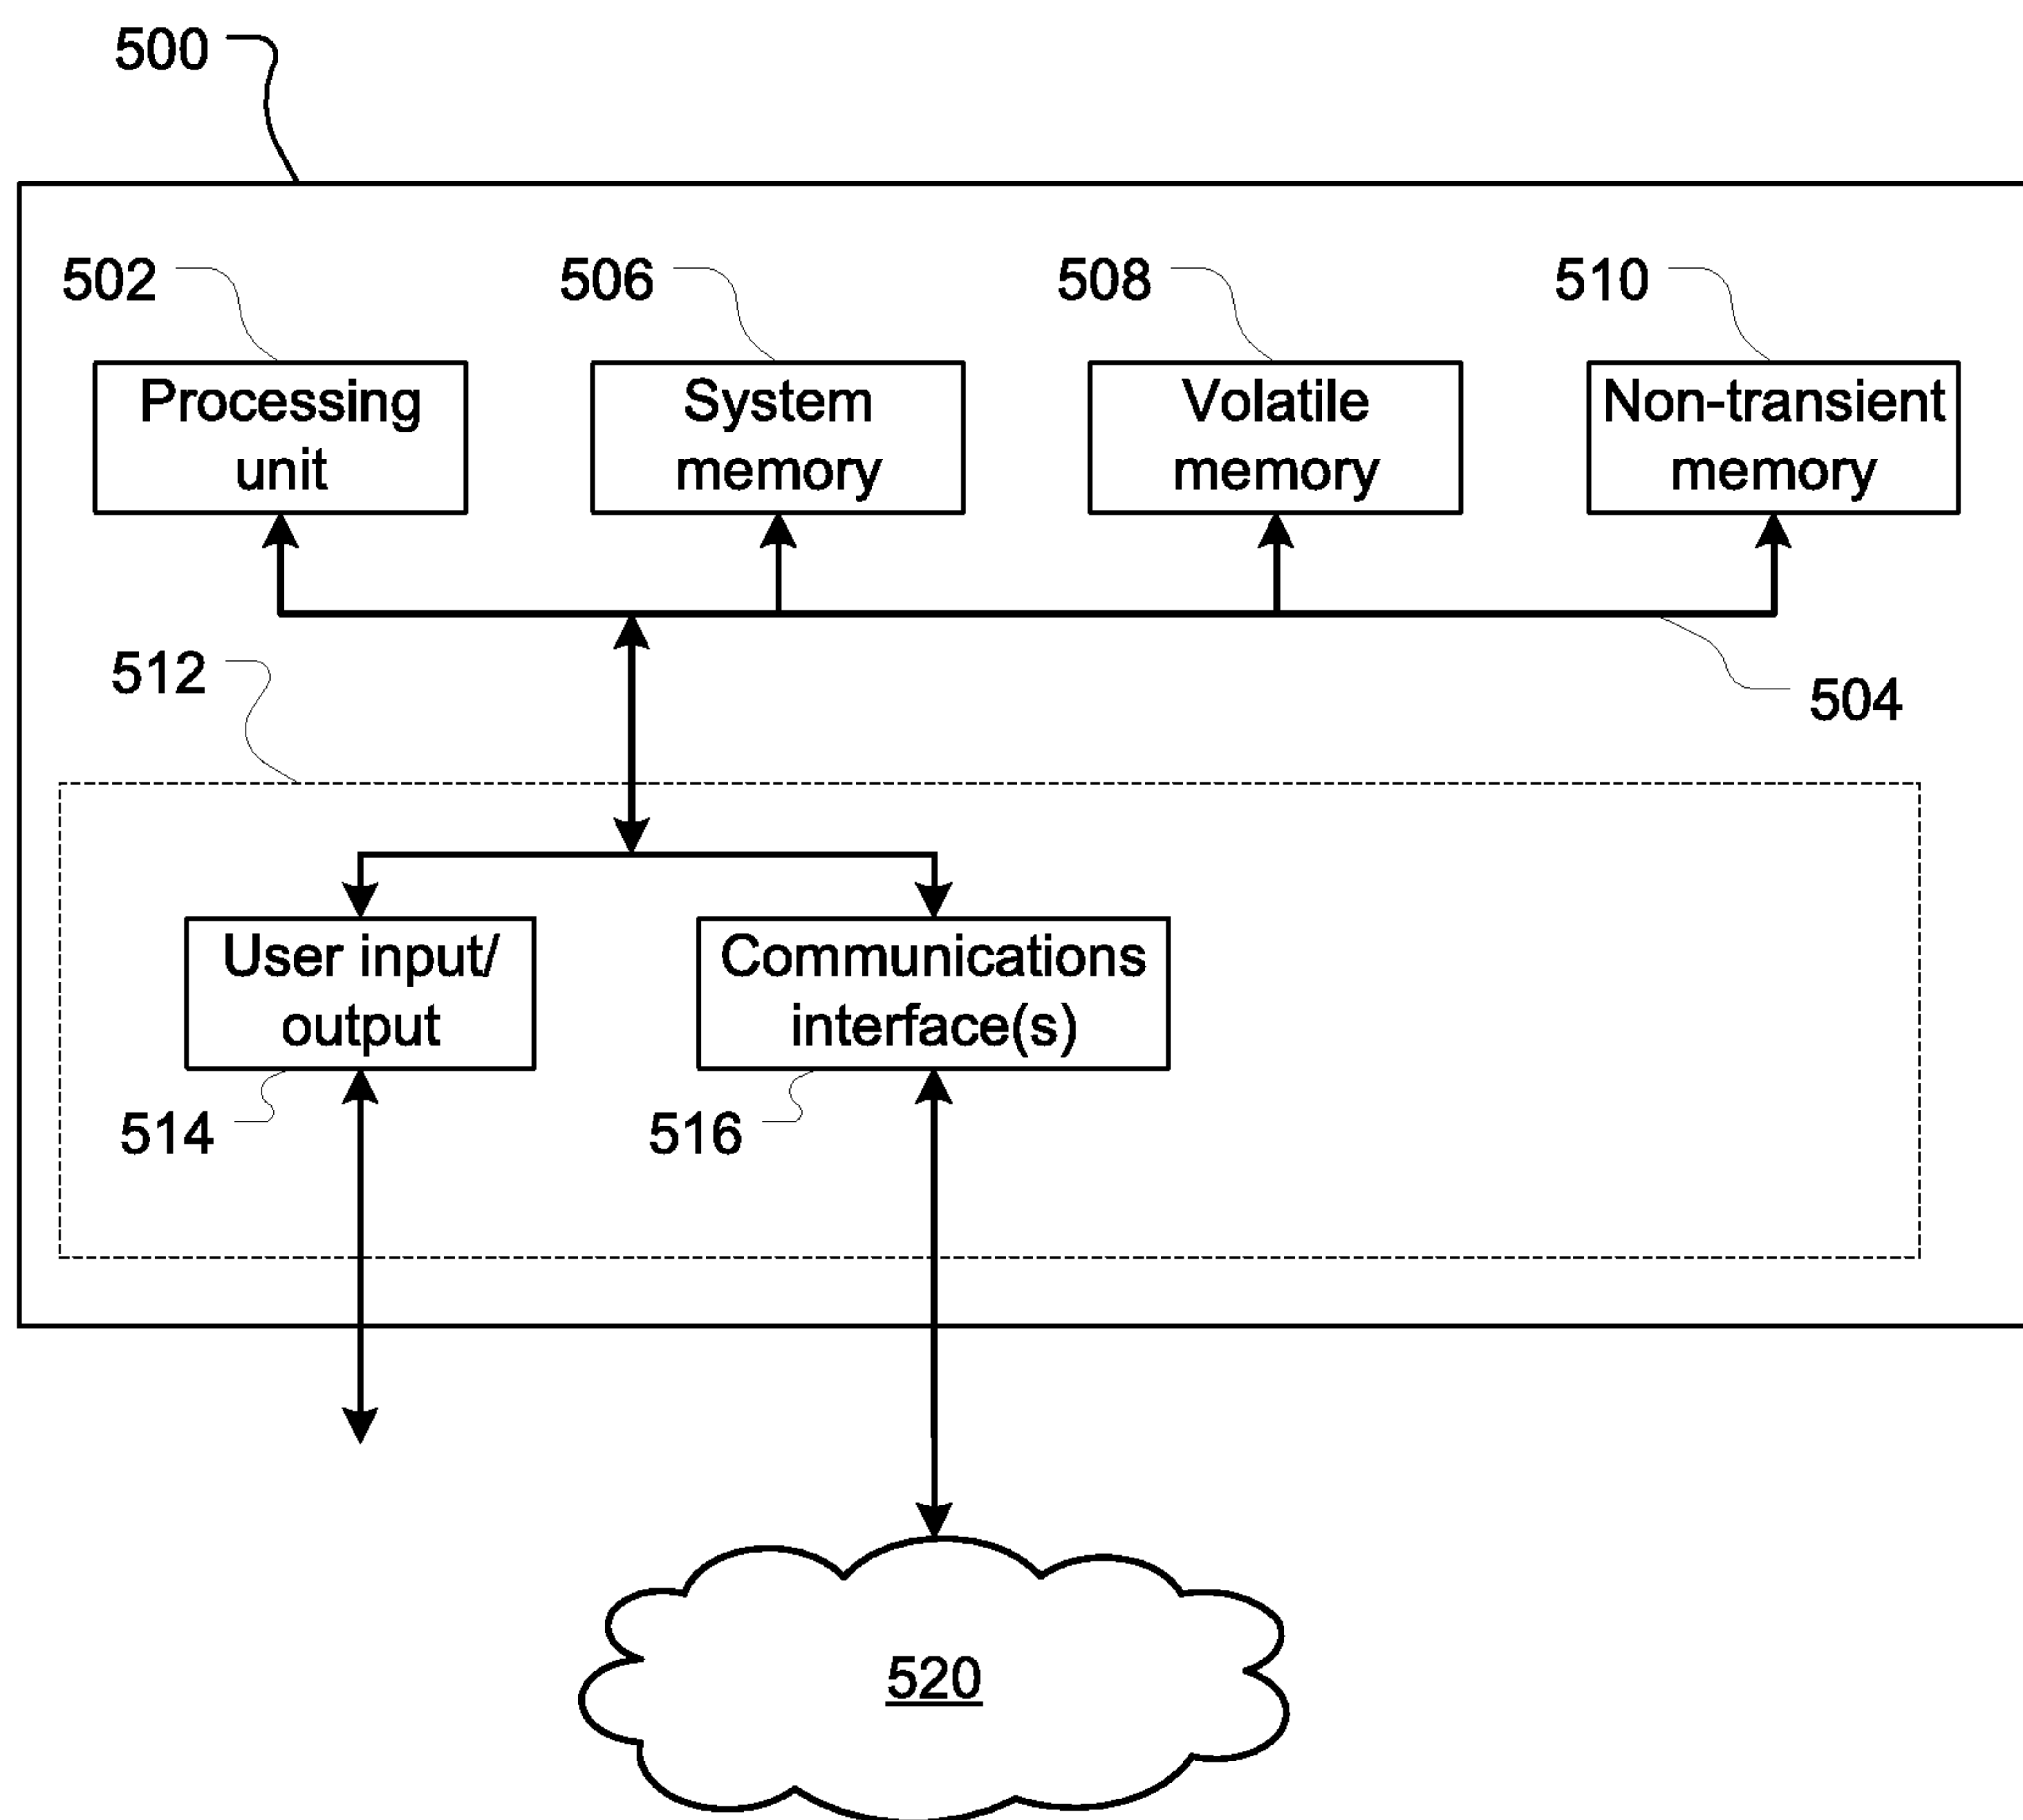 500
502
506
508
510
Processing
unit
System
memory
Volatile
memory
Non-transient
memory
512
504
User input/
output
Communications
interface(s)
514
516
520